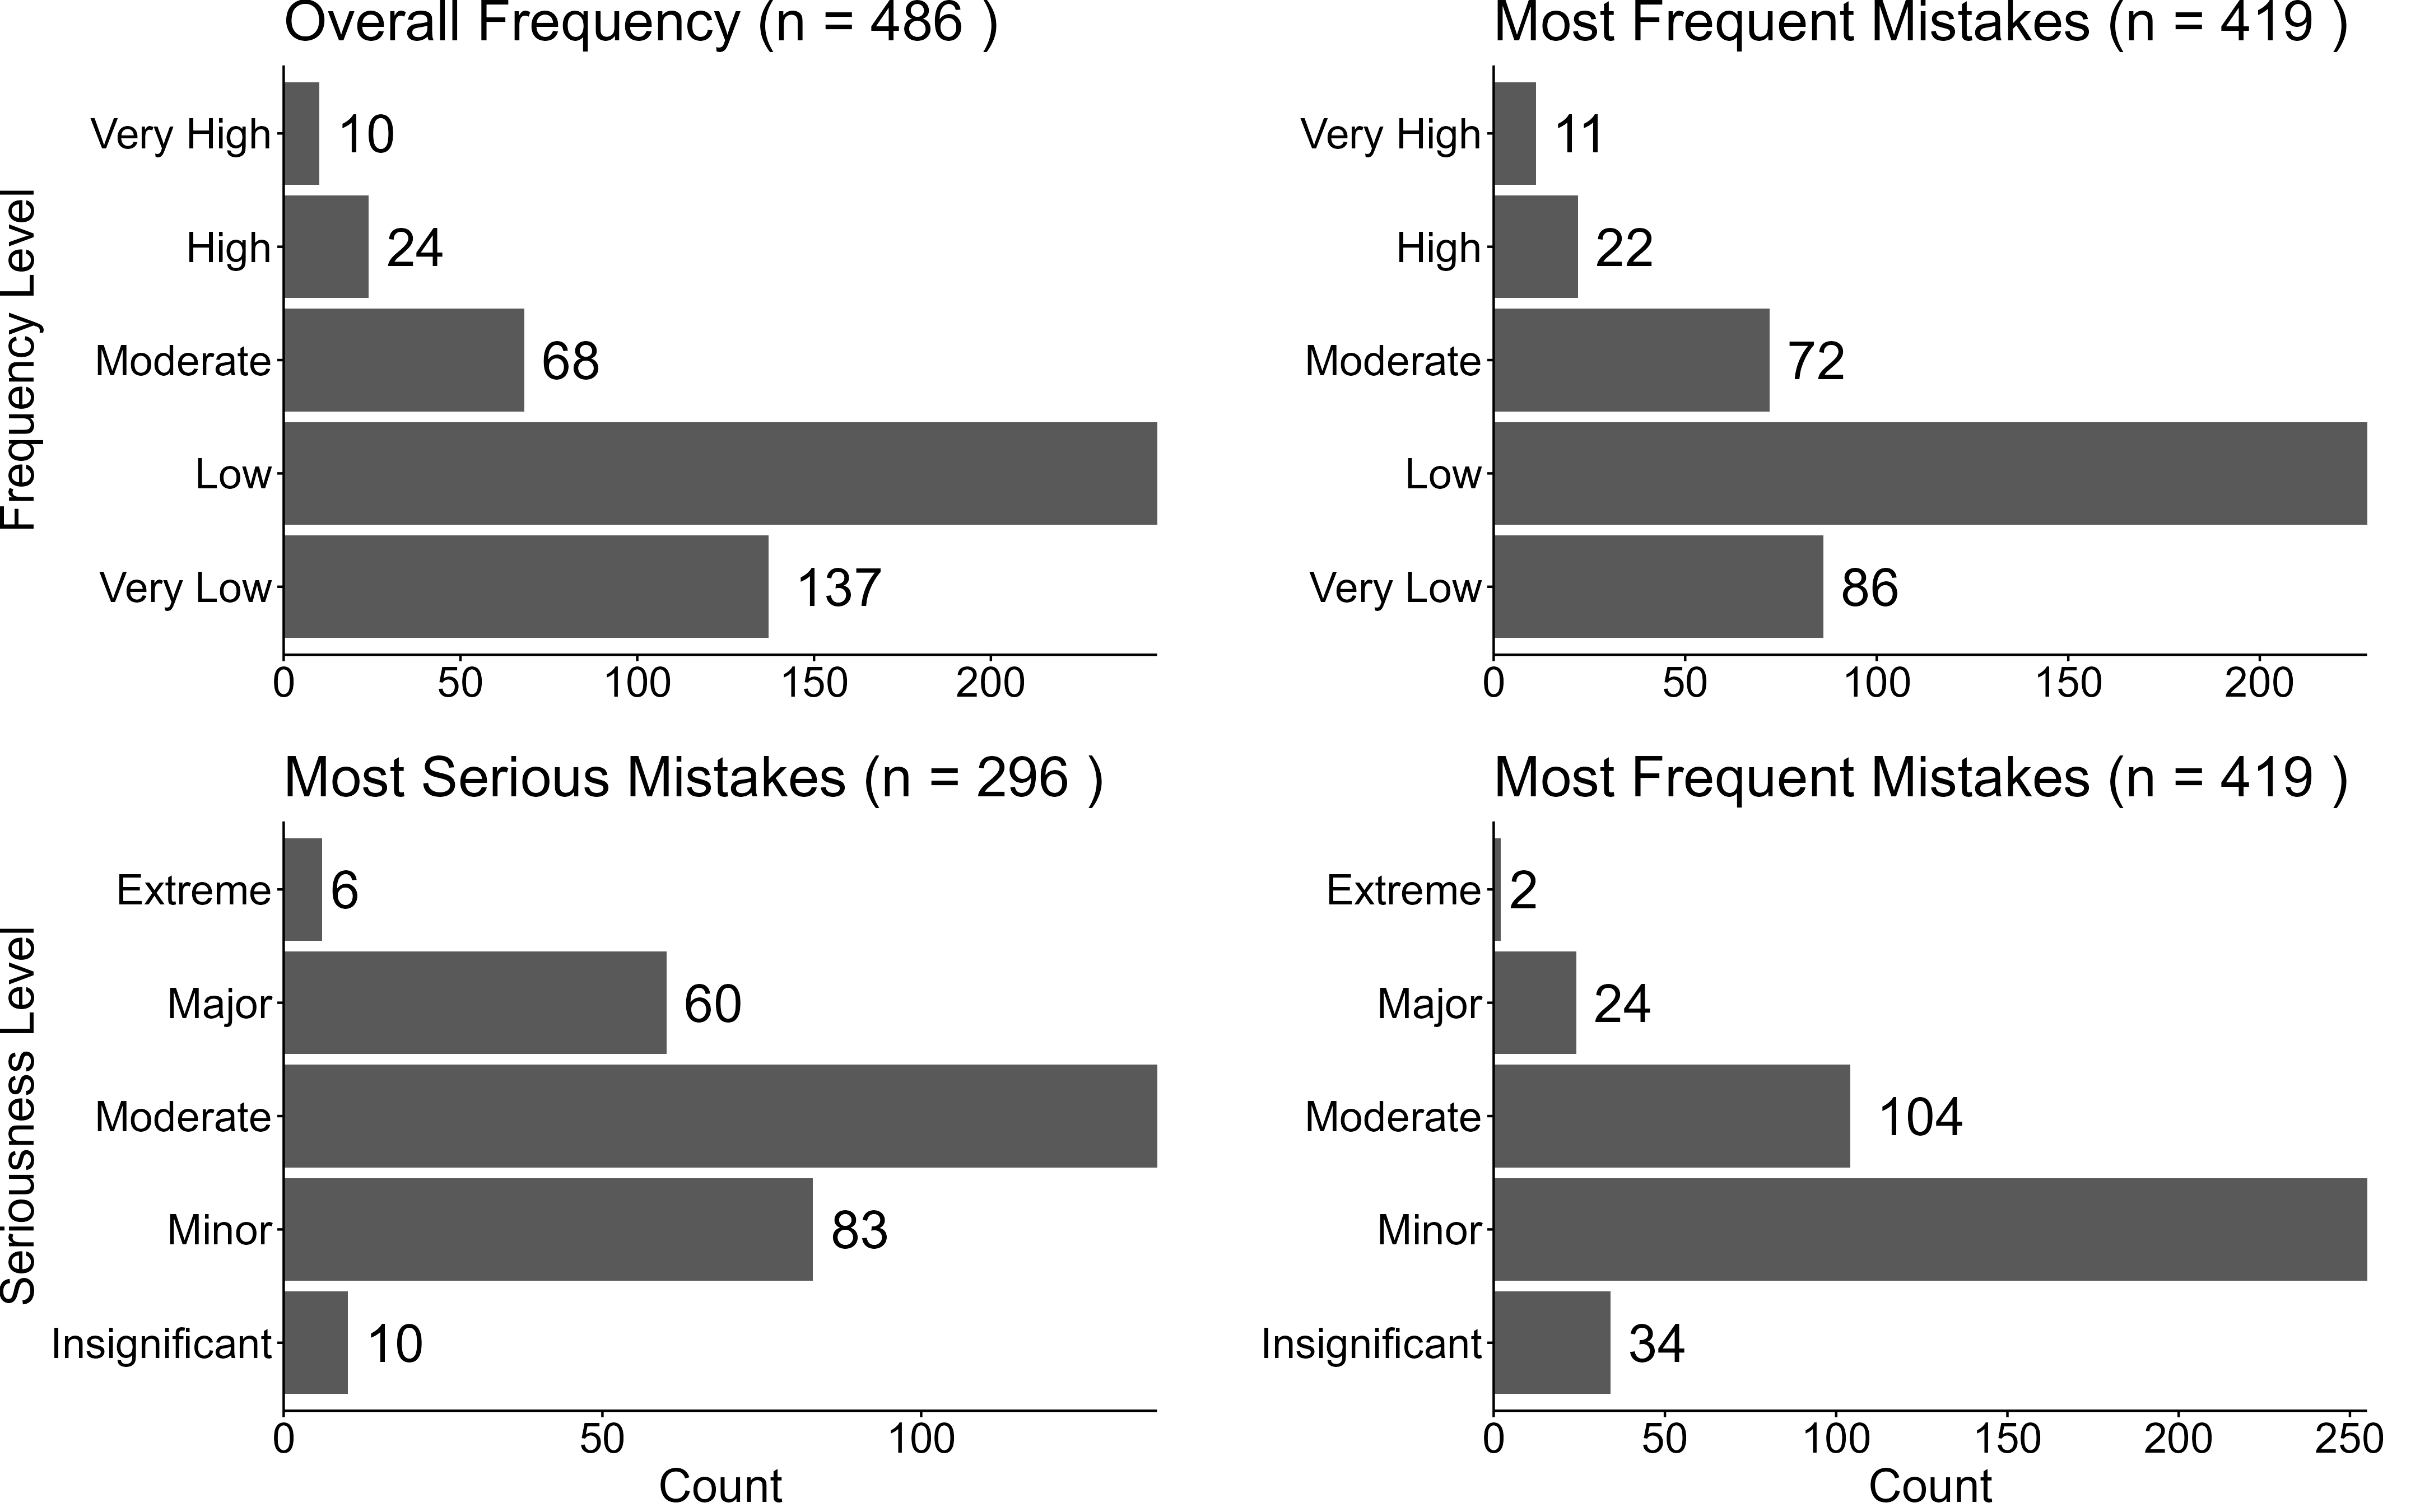 Overall Frequency (n = 486 )
Frequency Level
Very High 10
High 24
Moderate 68
Low
Very Low 137
0 50 100 150 200
Most Frequent Mistakes (n = 419 )
Very High 11
High 22
Moderate 72
Low
Very Low 86
0 50 100 150 200
Most Serious Mistakes (n = 296 )
Seriousness Level
Extreme 6
Major 60
Moderate
Minor 83
Insignificant 10
0 50 100
Count
Most Frequent Mistakes (n = 419 )
Extreme 2
Major 24
Moderate 104
Minor
Insignificant 34
0 50 100 150 200 250
Count